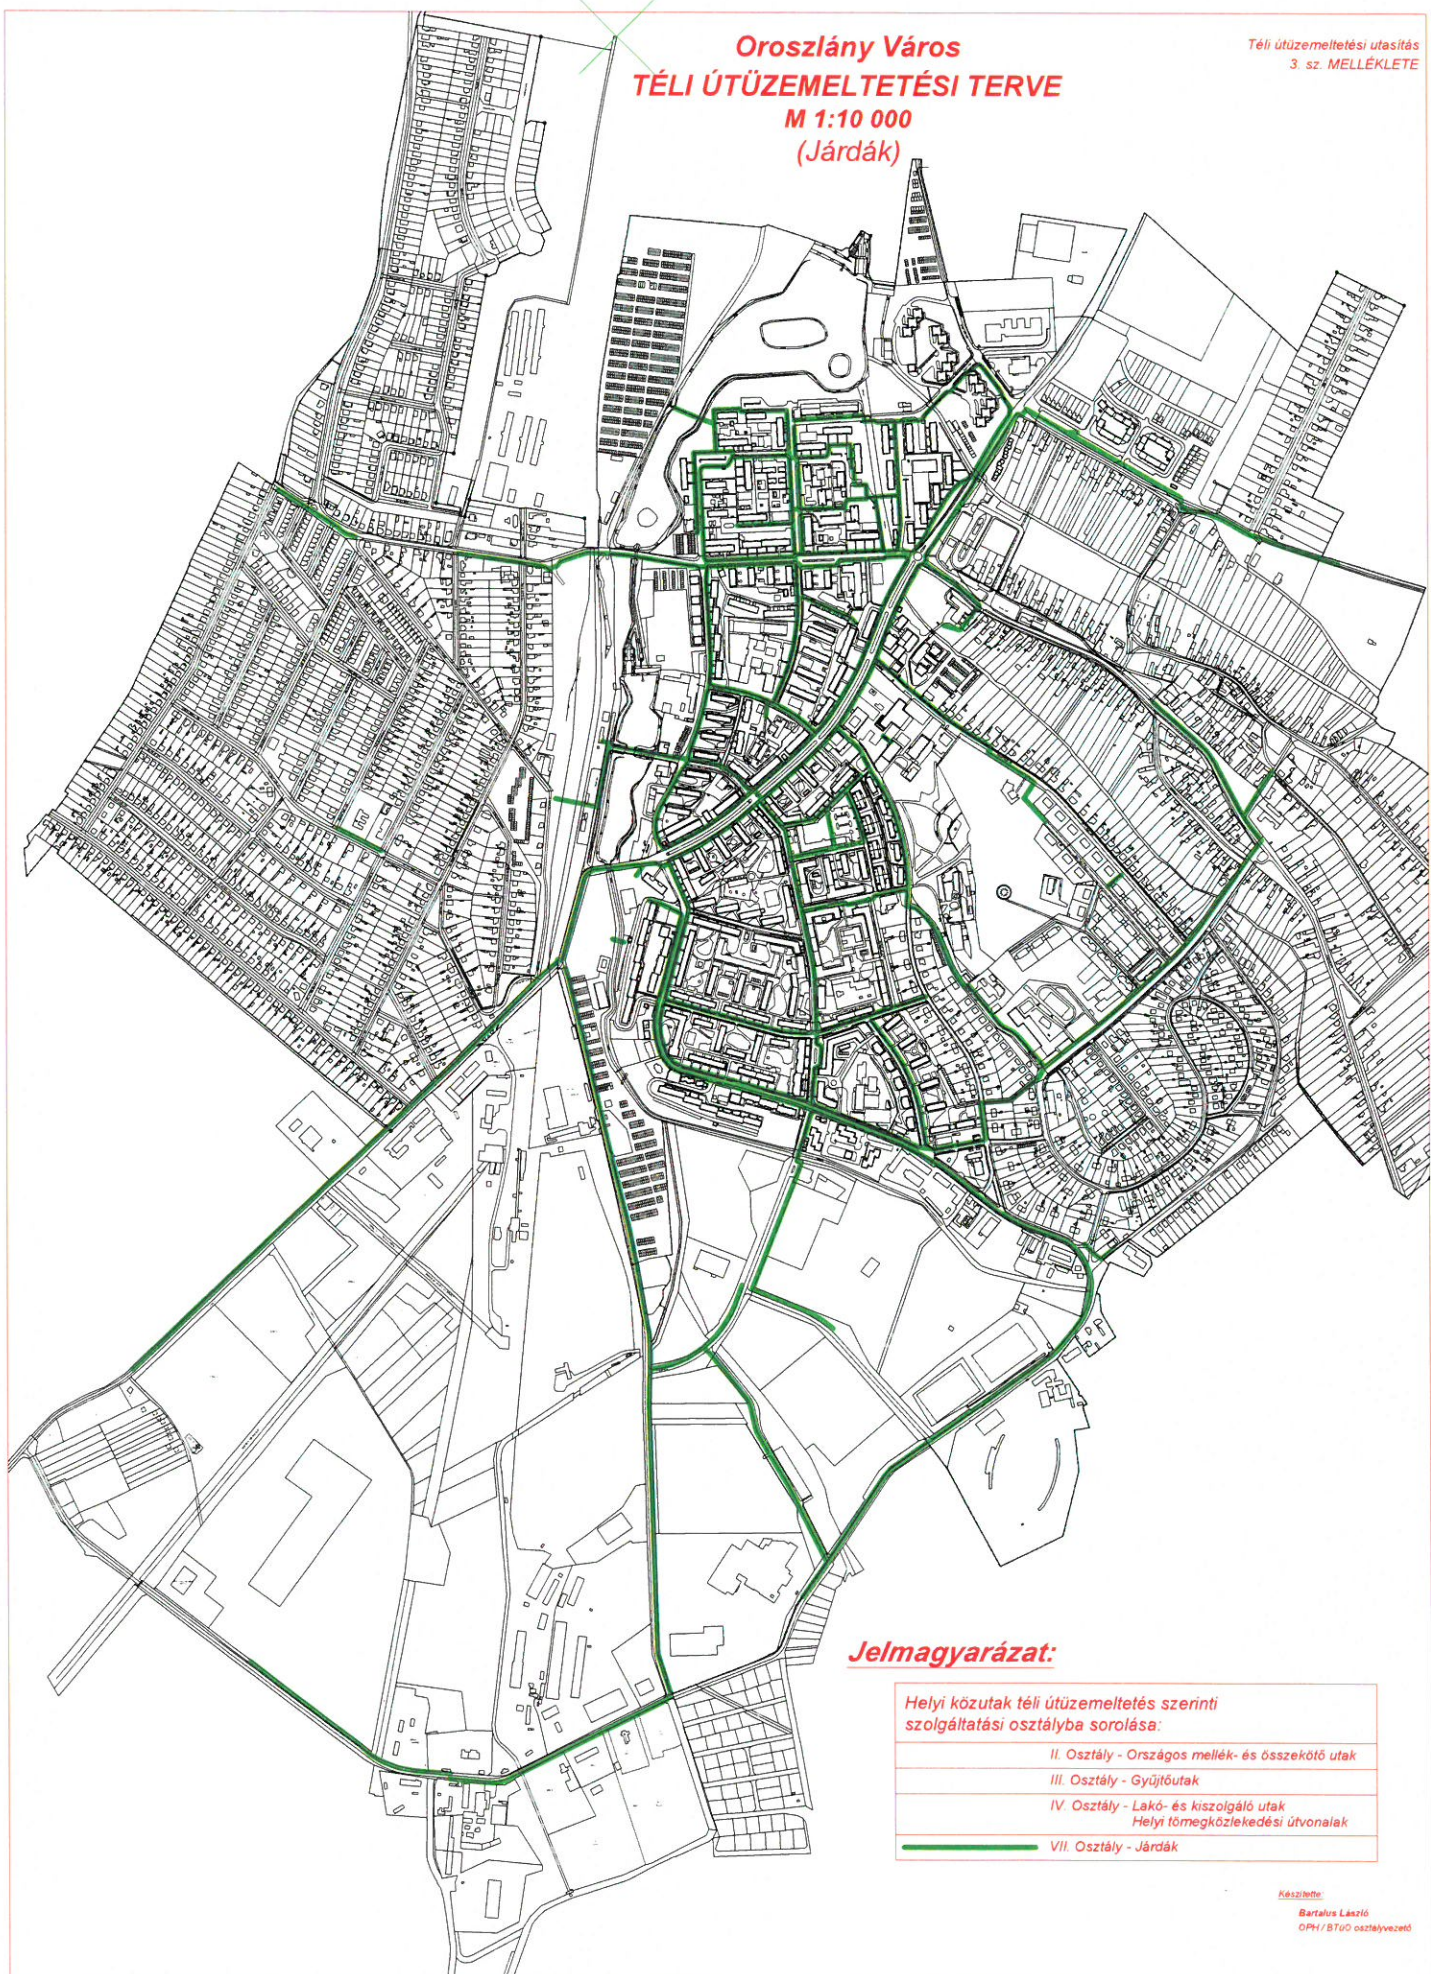 Oroszlány Város
TÉLI ÚTÜZEMELTETÉSI TERVE
M 1:10 000
(Járdák)
Téli útüzemeltetési utasítás
3. sz. MELLÉKLETE
Jelmagyarázat:
Helyi közutak téli útüzemeltetés szerinti
szolgáltatási osztályba sorolása:
II. Osztály - Országos mellék- és összekötő utak
III. Osztály - Gyűjtőutak
IV. Osztály - Lakó- és kiszolgáló utak
Helyi tömegközlekedési útvonalak
VII. Osztály - Járdák
Készítette:
Bartalus László
OPH / BTüO osztályvezető